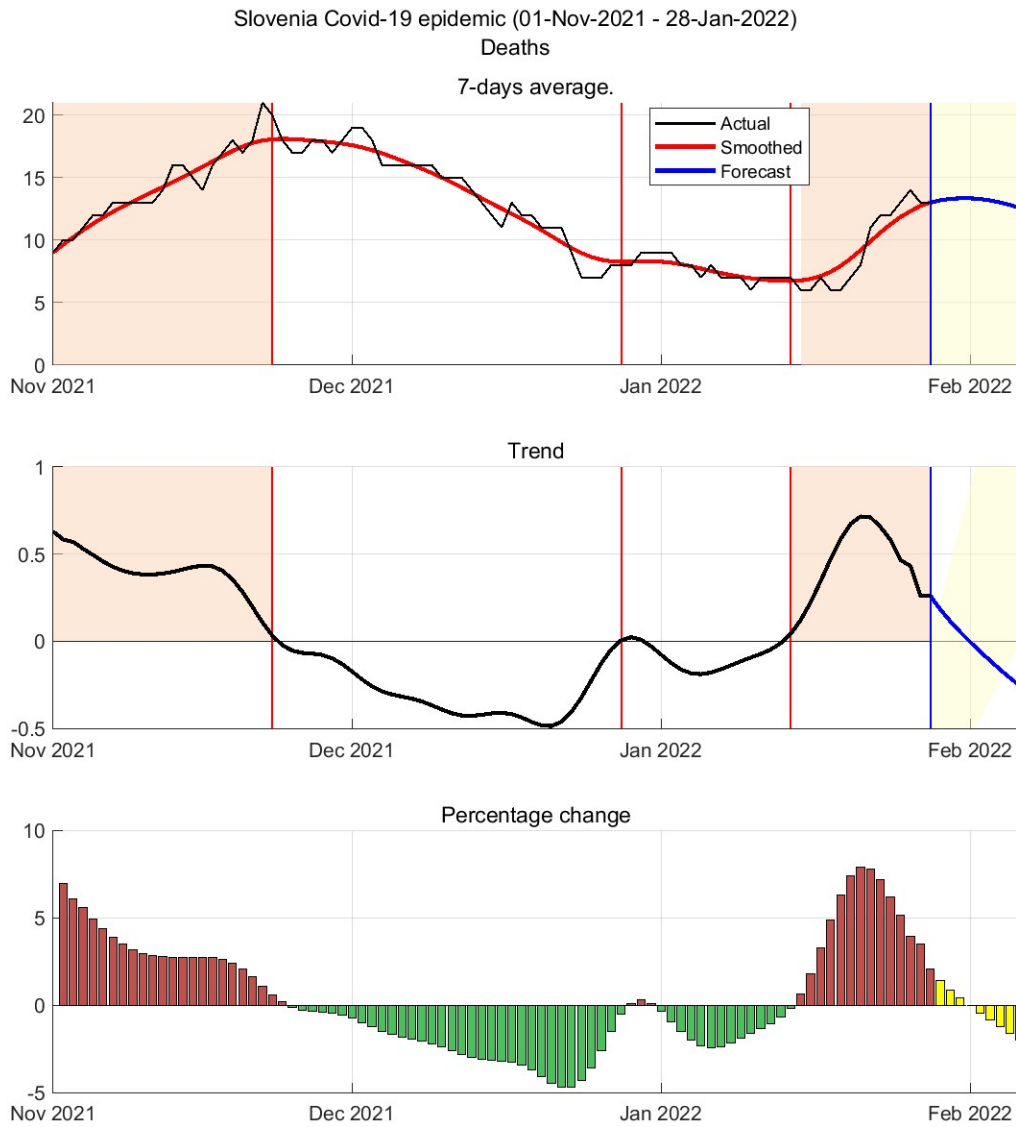 Slovenia Covid-19 epidemic (01-Nov-2021 - 28-Jan-2022)
Deaths
7-days average.
20
15
10
5
0
Actual
Smoothed
Forecast
Nov 2021 Dec 2021 Jan 2022 Feb 2022
Trend
1
0.5
0
-0.5
Nov 2021 Dec 2021 Jan 2022 Feb 2022
Percentage change
10
5
0
-5
Nov 2021 Dec 2021 Jan 2022 Feb 2022